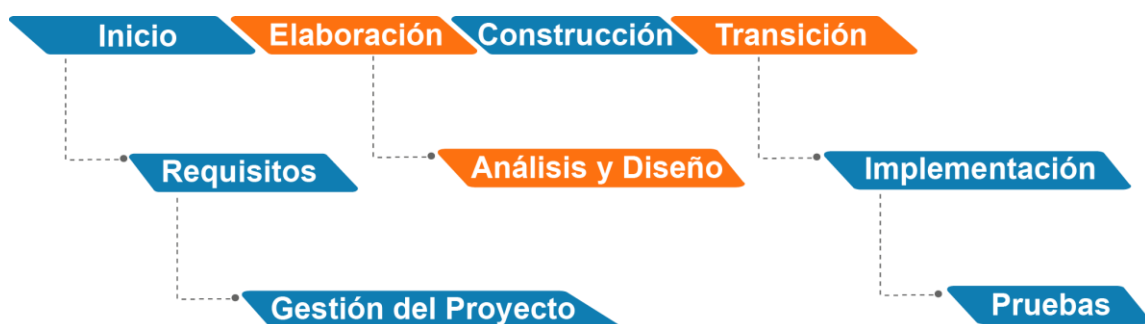 Inicio
Elaboración
Construcción
Transición
Requisitos
Análisis y Diseño
Implementación
Gestión del Proyecto
Pruebas